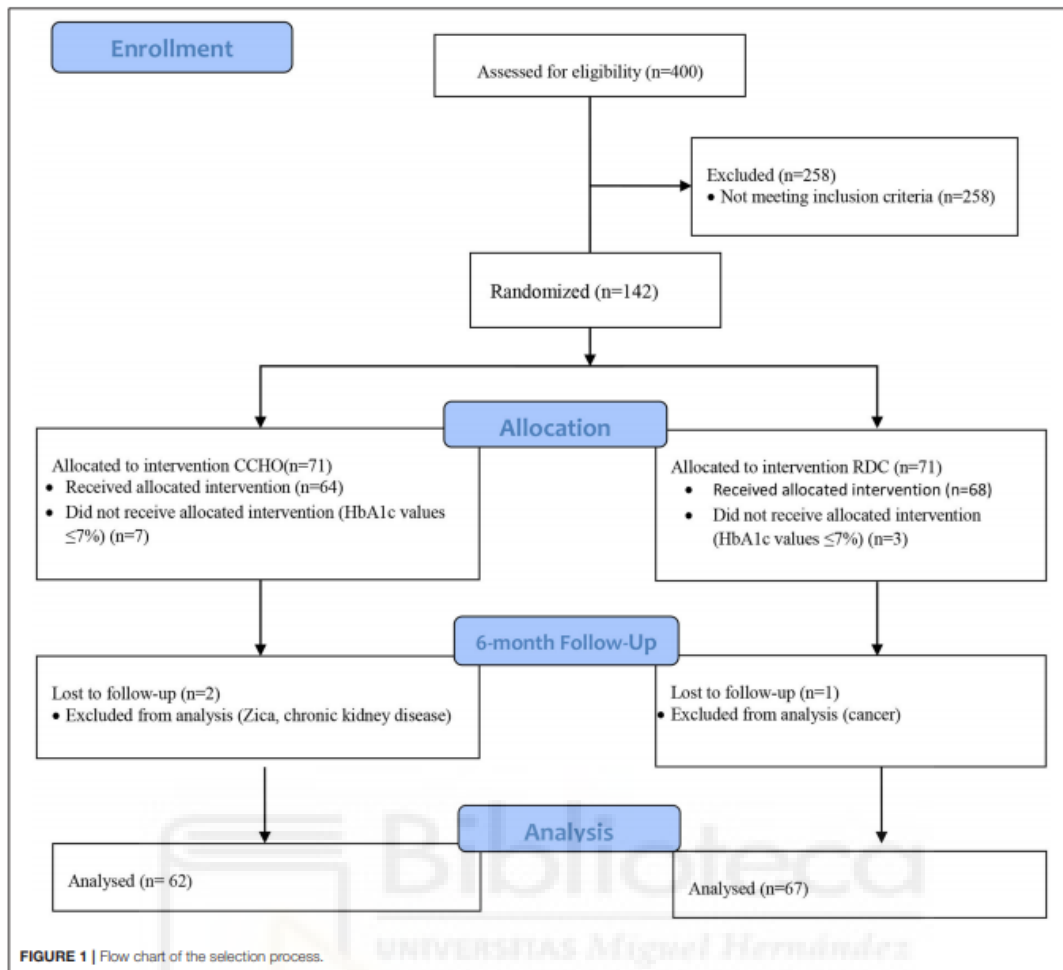 Enrollment
Assessed for eligibility (n=400)
Excluded (n=258)
• Not meeting inclusion criteria (n=258)
Randomized (n=142)
Allocation
Allocated to intervention CCHO(n=71)
• Received allocated intervention (n=64)
• Did not receive allocated intervention (HbA1c values
≤7%) (n=7)
Allocated to intervention RDC (n=71)
• Received allocated intervention (n=68)
• Did not receive allocated intervention
(HbA1c values ≤7%) (n=3)
6-month Follow-Up
Lost to follow-up (n=2)
• Excluded from analysis (Zica, chronic kidney disease)
Lost to follow-up (n=1)
• Excluded from analysis (cancer)
Analysis
Analysed (n= 62)
Analysed (n=67)
Biblioteca
UNIVERSITAS Miguel Hernández
FIGURE 1 | Flow chart of the selection process.